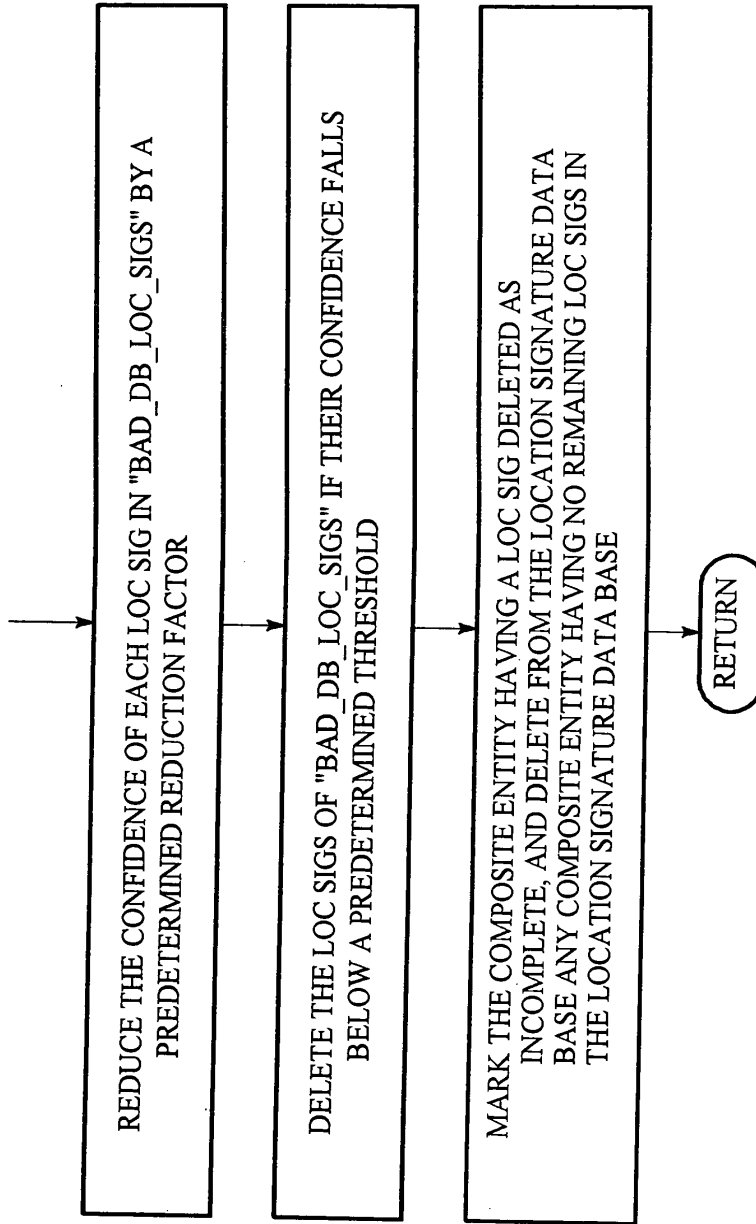 REDUCE THE CONFIDENCE OF EACH LOC SIG IN "BAD_DB_LOC_SIGS" BY A
PREDETERMINED REDUCTION FACTOR
DELETE THE LOC SIGS OF "BAD_DB_LOC_SIGS" IF THEIR CONFIDENCE FALLS
BELOW A PREDETERMINED THRESHOLD
MARK THE COMPOSITE ENTITY HAVING A LOC SIG DELETED AS
INCOMPLETE, AND DELETE FROM THE LOCATION SIGNATURE DATA
BASE ANY COMPOSITE ENTITY HAVING NO REMAINING LOC SIGS IN
THE LOCATION SIGNATURE DATA BASE
RETURN